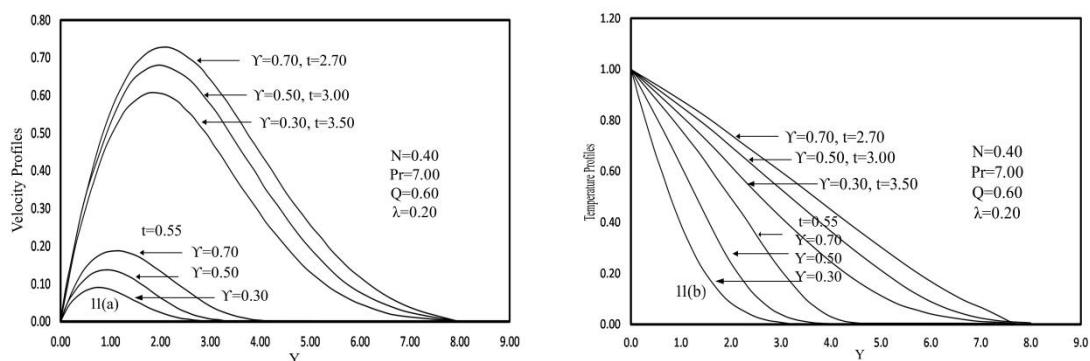 0.80
0.70
0.60
0.50
0.40
0.30
0.20
0.10
0.00
Velocity Profiles
ϒ=0.70, t=2.70
ϒ=0.50, t=3.00
ϒ=0.30, t=3.50
N=0.40
Pr=7.00
Q=0.60
λ=0.20
t=0.55
ϒ=0.70
ϒ=0.50
ϒ=0.30
11(a)
0.00 1.00 2.00 3.00 4.00 5.00 6.00 7.00 8.00 9.00
Y
1.20
1.00
0.80
0.60
0.40
0.20
0.00
Temperature Profiles
ϒ=0.70, t=2.70
ϒ=0.50, t=3.00
ϒ=0.30, t=3.50
N=0.40
Pr=7.00
Q=0.60
λ=0.20
t=0.55
ϒ=0.70
ϒ=0.50
ϒ=0.30
11(b)
0.0 1.0 2.0 3.0 4.0 5.0 6.0 7.0 8.0 9.0
Y